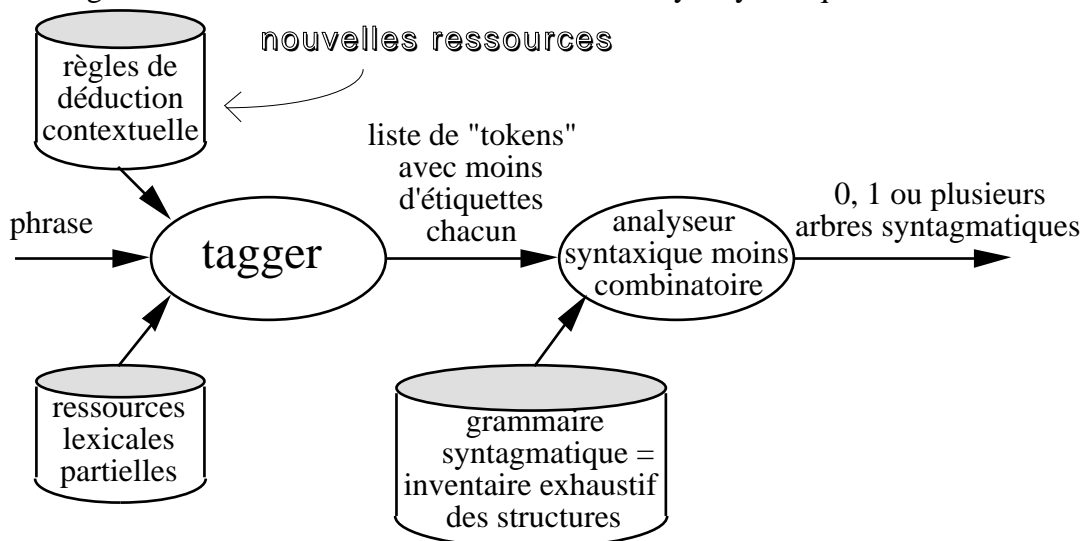 nouvelles ressources
règles de
déduction
contextuelle
liste de "tokens"
avec moins
d'étiquettes
chacun
phrase
tagger
analyseur
syntaxique moins
combinatoire
0, 1 ou plusieurs
arbres syntagmatiques
ressources
lexicales
partielles
grammaire
syntagmatique =
inventaire exhaustif
des structures